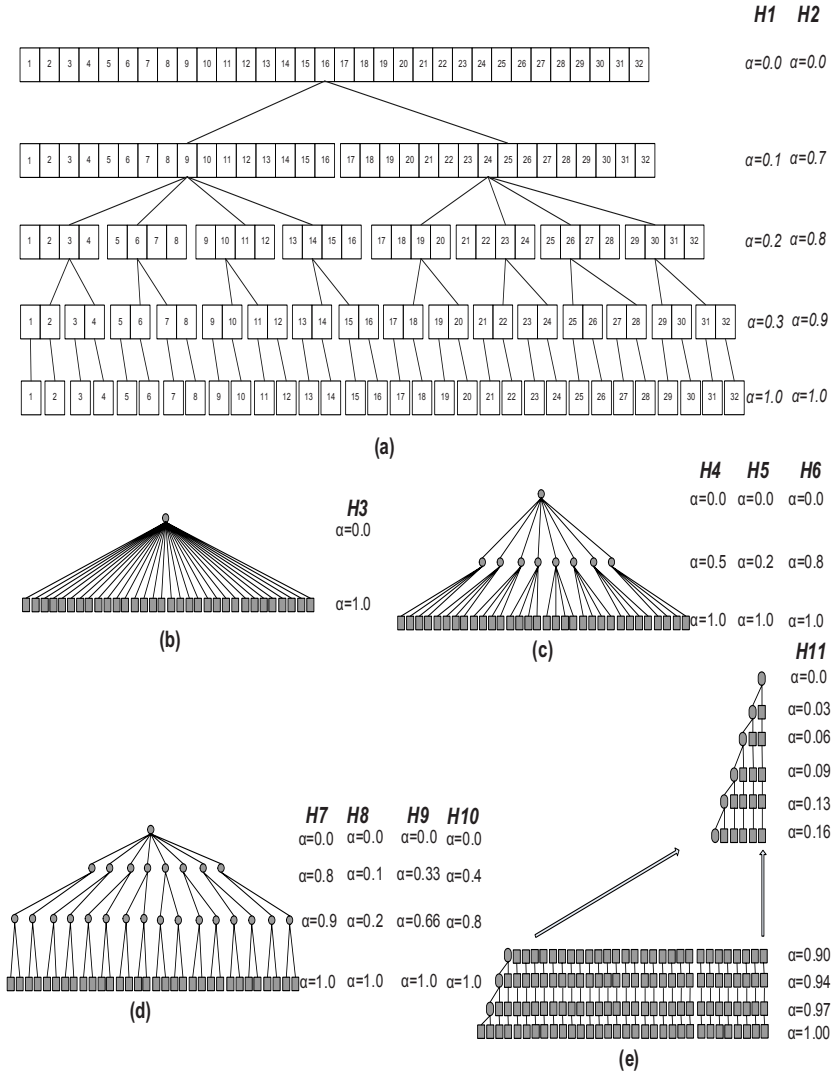 H1 H2
1 2 3 4 5 6 7 8 9 10 11 12 13 14 15 16 17 18 19 20 21 22 23 24 25 26 27 28 29 30 31 32 α=0.0 α=0.0
1 2 3 4 5 6 7 8 9 10 11 12 13 14 15 16 17 18 19 20 21 22 23 24 25 26 27 28 29 30 31 32 α=0.1 α=0.7
1 2 3 4 5 6 7 8 9 10 11 12 13 14 15 16 17 18 19 20 21 22 23 24 25 26 27 28 29 30 31 32 α=0.2 α=0.8
1 2 3 4 5 6 7 8 9 10 11 12 13 14 15 16 17 18 19 20 21 22 23 24 25 26 27 28 29 30 31 32 α=0.3 α=0.9
1 2 3 4 5 6 7 8 9 10 11 12 13 14 15 16 17 18 19 20 21 22 23 24 25 26 27 28 29 30 31 32 α=1.0 α=1.0
(a)
H3
α=0.0
α=1.0
(b)
H4 H5 H6
α=0.0 α=0.0 α=0.0
α=0.5 α=0.2 α=0.8
α=1.0 α=1.0 α=1.0
(c)
H7 H8 H9 H10
α=0.0 α=0.0 α=0.0 α=0.0
α=0.8 α=0.1 α=0.33 α=0.4
α=0.9 α=0.2 α=0.66 α=0.8
α=1.0 α=1.0 α=1.0 α=1.0
(d)
H11
α=0.0
α=0.03
α=0.06
α=0.09
α=0.13
α=0.16
α=0.90
α=0.94
α=0.97
α=1.00
(e)